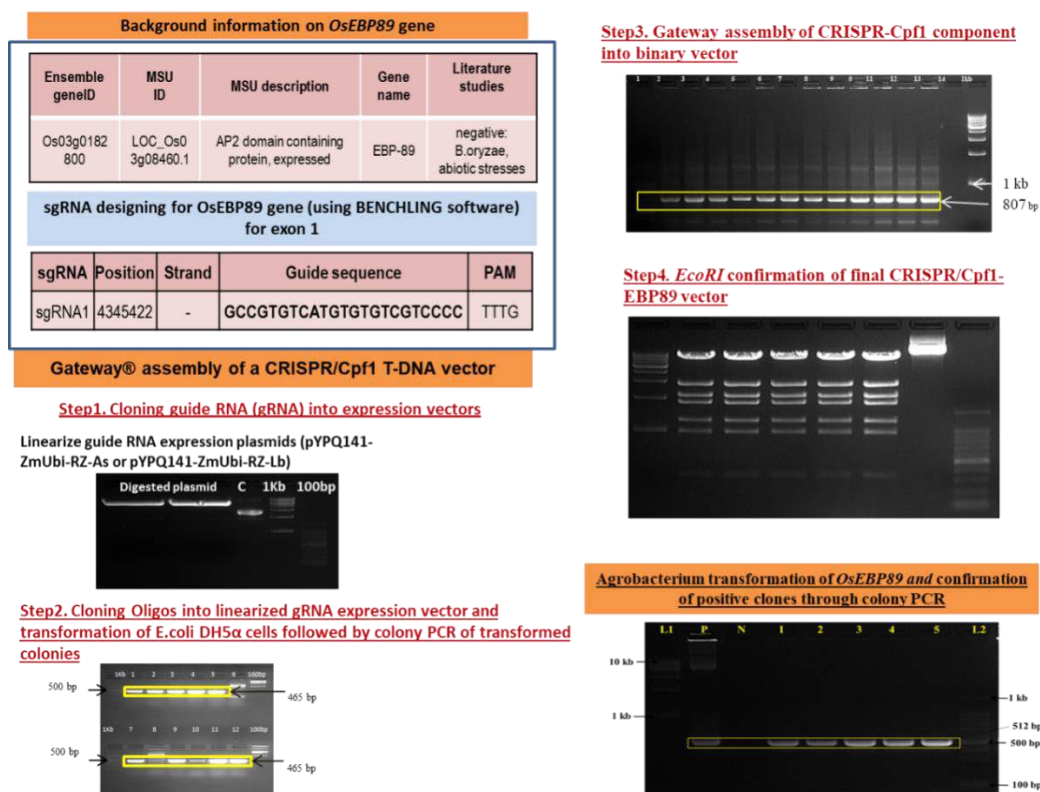 Background information on OsEBP89 gene
Ensemble geneID
MSU ID
MSU description
Gene name
Literature studies
Os03g0182800
LOC_Os03g08460.1
AP2 domain containing protein, expressed
EBP-89
negative: B.oryzae, abiotic stresses
sgRNA designing for OsEBP89 gene (using BENCHLING software) for exon 1
sgRNA Position Strand Guide sequence PAM
sgRNA1 4345422 - GCCGTGTCATGTGTGTCGTCCCC TTTG
Gateway® assembly of a CRISPR/Cpf1 T-DNA vector
Step1. Cloning guide RNA (gRNA) into expression vectors
Linearize guide RNA expression plasmids (pYPQ141-
ZmUbi-RZ-As or pYPQ141-ZmUbi-RZ-Lb)
Digested plasmid C 1Kb 100bp
Step2. Cloning Oligos into linearized gRNA expression vector and
transformation of E.coli DH5α cells followed by colony PCR of transformed
colonies
1Kb 1 2 3 4 5 6 100bp
500 bp
465 bp
1Kb 7 8 9 10 11 12 100bp
500 bp
465 bp
Step3. Gateway assembly of CRISPR-Cpf1 component
into binary vector
1 2 3 4 5 6 7 8 9 9 11 12 13 14 1kb
1 kb
807 bp
Step4. EcoRI confirmation of final CRISPR/Cpf1-
EBP89 vector
Agrobacterium transformation of OsEBP89 and confirmation
of positive clones through colony PCR
L1 P N 1 2 3 4 5 L2
10 kb
1 kb
1 kb
512bp
500 bp
100 bp